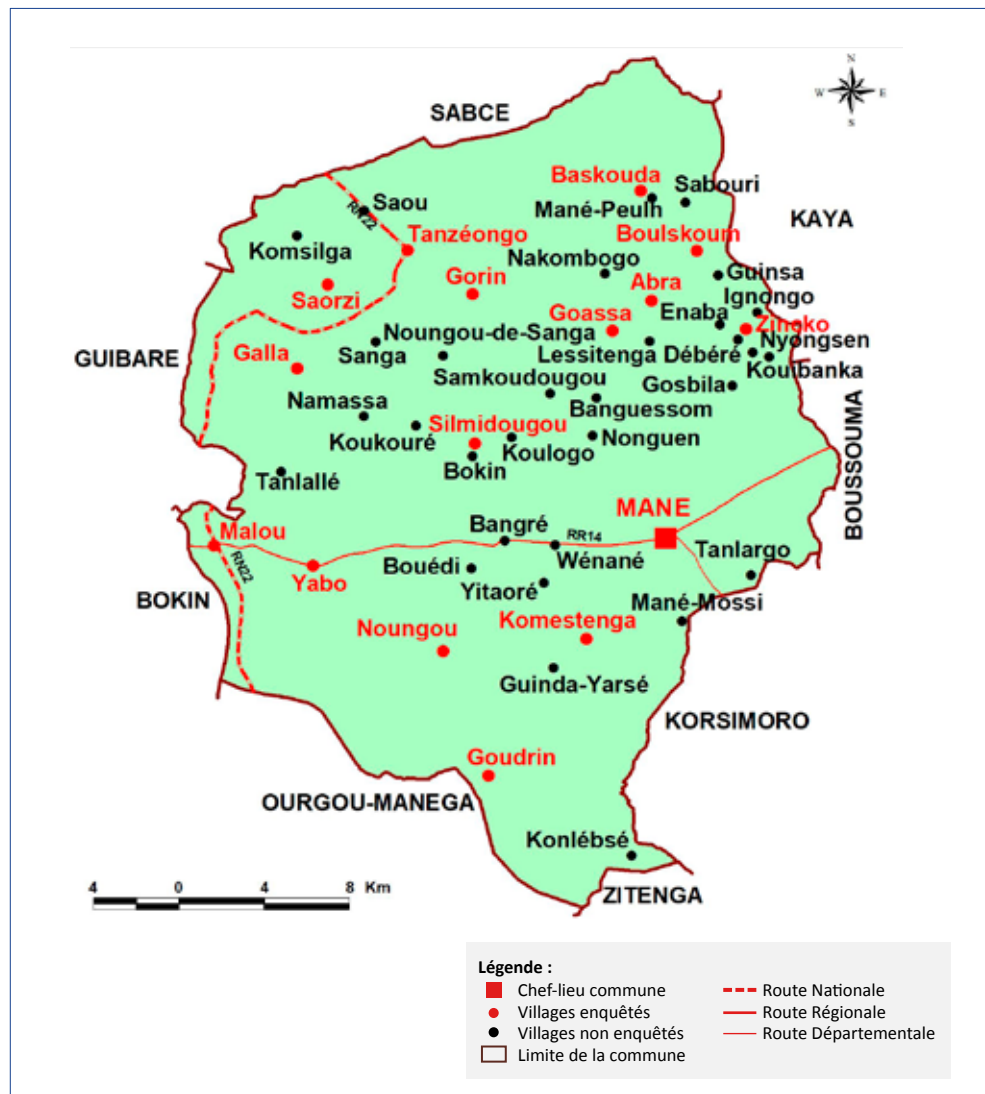 N
W E
S
SABCE
Baskouda
Sabouri
Mané-Peulh
KAYA
Saou
RN22
Komsilga
Tanzéongo
Boulskoum
Nakombogo
Guinsa
Gorin
Abra
Ignongo
Saorzi
Enaba
Goassa
Zincko
Noungou-de-Sanga
Nyongsen
GUIBARE
Galla
Sanga
Lessitenga Débéré
Kouibanka
Samkoudougou
Gosbila
Namassa
Banguessom
Silmidougou
Koukouré
Koulogo
Nonguen
Bokin
Tanlallé
BOUSSOUMA
MANE
Malou
Bangré
RR14
Tanlargo
RN22
Wénané
Yabo
Bouédi
Yitaoré
BOKIN
Mané-Mossi
Noungou
Komestenga
Guinda-Yarsé
KORSIMORO
Goudrin
OURGOU-MANEGA
Konlébsé
4 0 4 8 Km
ZITENGA
Légende :
Chef-lieu commune
Villages enquêtés
Villages non enquêtés
Limite de la commune
Route Nationale
Route Régionale
Route Départementale